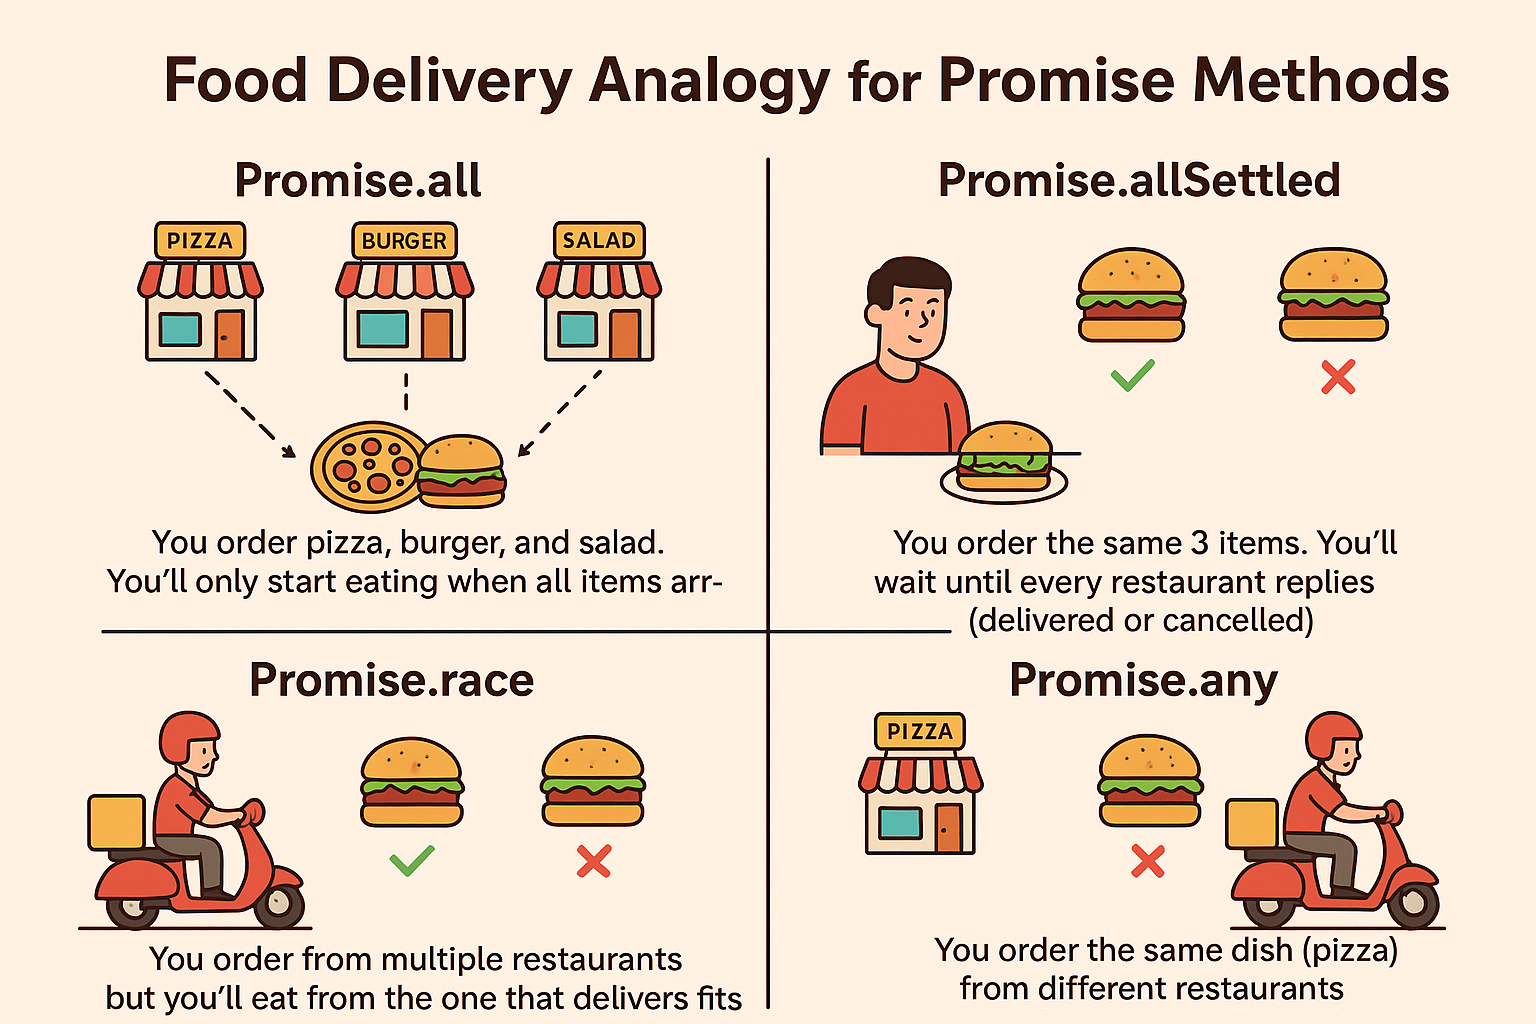 Food Delivery Analogy for Promise Methods
Promise.all
PIZZA
BURGER
SALAD
You order pizza, burger, and salad.
You'll only start eating when all items arr-
Promise.allSettled
You order the same 3 items. You'll
wait until every restaurant replies
(delivered or cancelled)
Promise.race
You order from multiple restaurants
but you'll eat from the one that delivers fits
Promise.any
PIZZA
You order the same dish (pizza)
from different restaurants